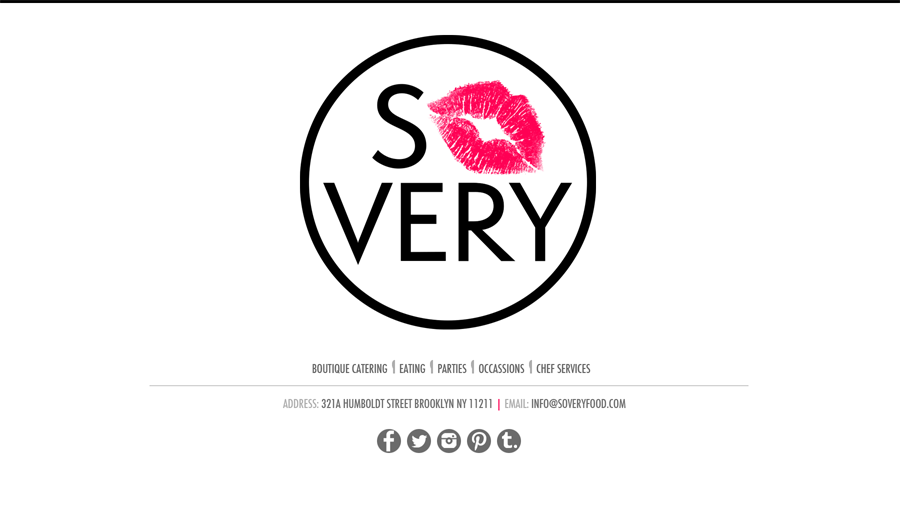 SO
VERY
BOUTIQUE CATERING EATING PARTIES OCCASSIONS CHEF SERVICES
ADDRESS: 321A HUMBOLDT STREET BROOKLYN NY 11211 | EMAIL: INFO@SOVERYFOOD.COM